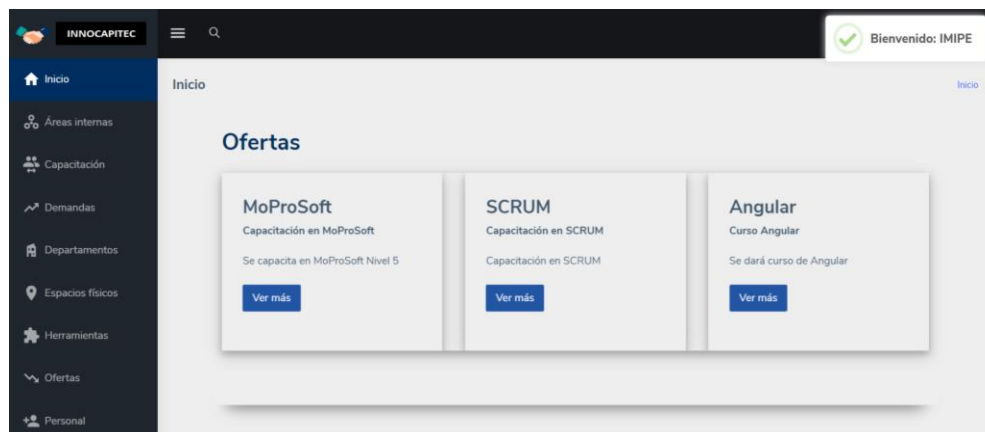 INNOCAPITEC
Bienvenido: IMIPE
Inicio
Áreas internas
Capacitación
Demandas
Departamentos
Espacios físicos
Herramientas
Ofertas
Personal
Inicio
Inicio
Ofertas
MoProSoft
Capacitación en MoProSoft
Se capacita en MoProSoft Nivel 5
Ver más
SCRUM
Capacitación en SCRUM
Capacitación en SCRUM
Ver más
Angular
Curso Angular
Se dará curso de Angular
Ver más